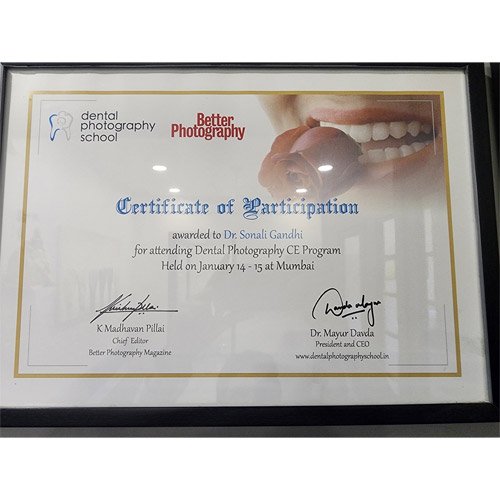 dental
photography
school
Better
Photography
Certificate of Participation
awarded to Dr. Sonali Gandhi
for attending Dental Photography CE Program
Held on January 14 - 15 at Mumbai
K Madhavan Pillai
Chief Editor
Better Photography Magazine
Dr. Mayur Davda
President and CEO
www.dentalphotographyschool.in